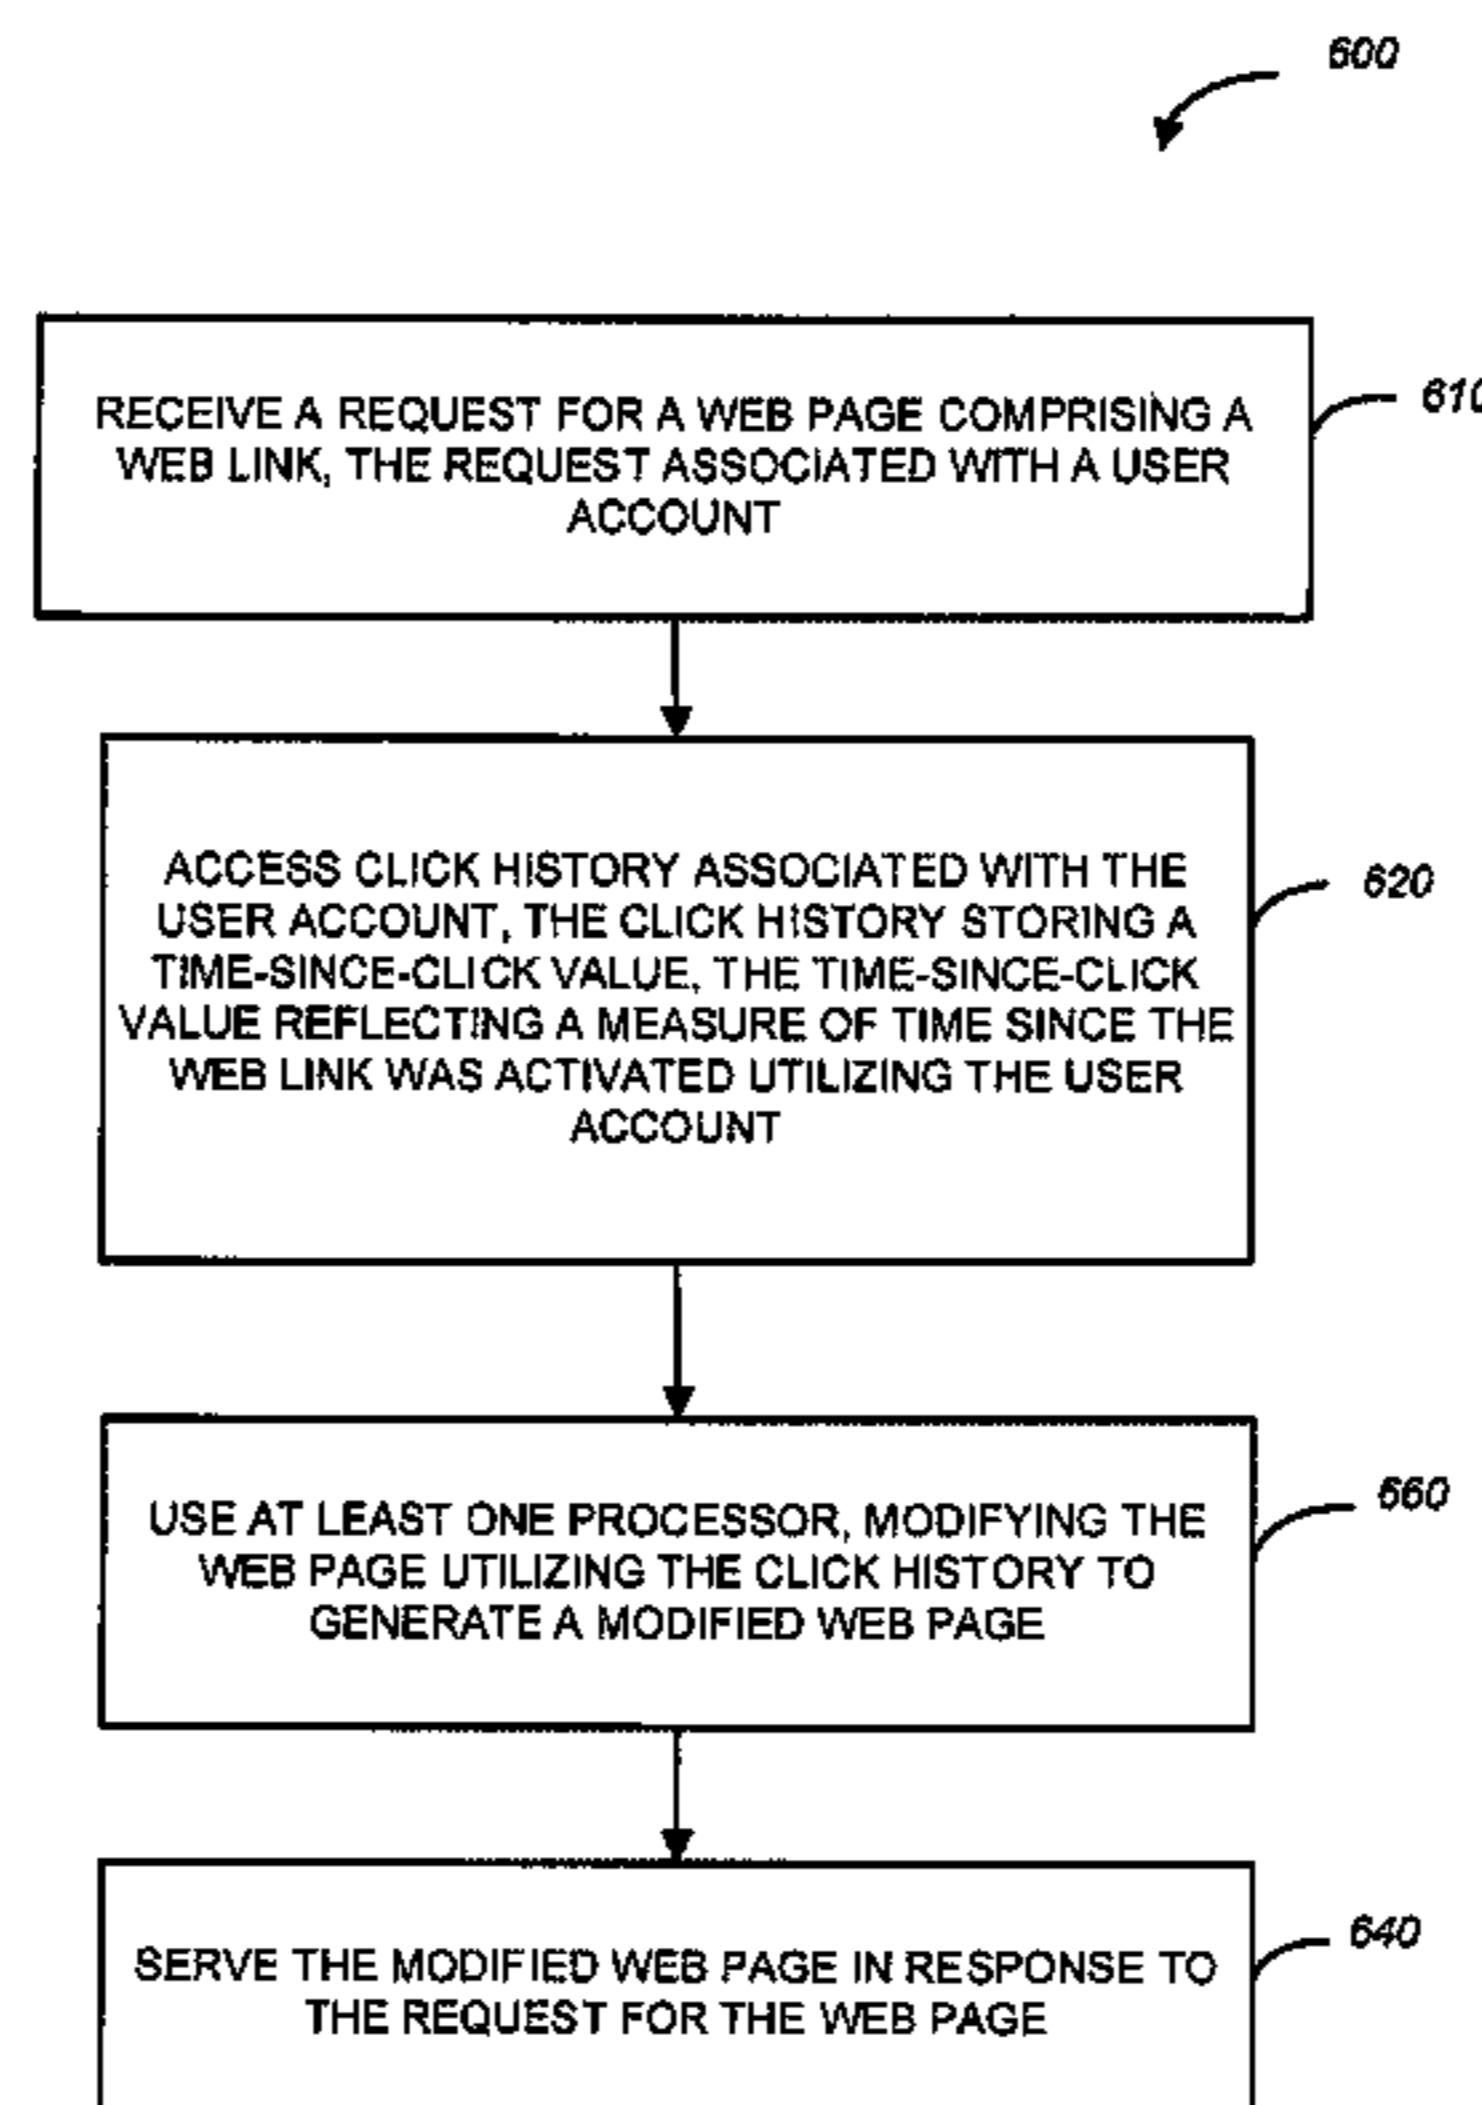 600
RECEIVE A REQUEST FOR A WEB PAGE COMPRISING A
WEB LINK, THE REQUEST ASSOCIATED WITH A USER
ACCOUNT
610
ACCESS CLICK HISTORY ASSOCIATED WITH THE
USER ACCOUNT, THE CLICK HISTORY STORING A
TIME-SINCE-CLICK VALUE, THE TIME-SINCE-CLICK
VALUE REFLECTING A MEASURE OF TIME SINCE THE
WEB LINK WAS ACTIVATED UTILIZING THE USER
ACCOUNT
620
USE AT LEAST ONE PROCESSOR, MODIFYING THE
WEB PAGE UTILIZING THE CLICK HISTORY TO
GENERATE A MODIFIED WEB PAGE
660
SERVE THE MODIFIED WEB PAGE IN RESPONSE TO
THE REQUEST FOR THE WEB PAGE
640